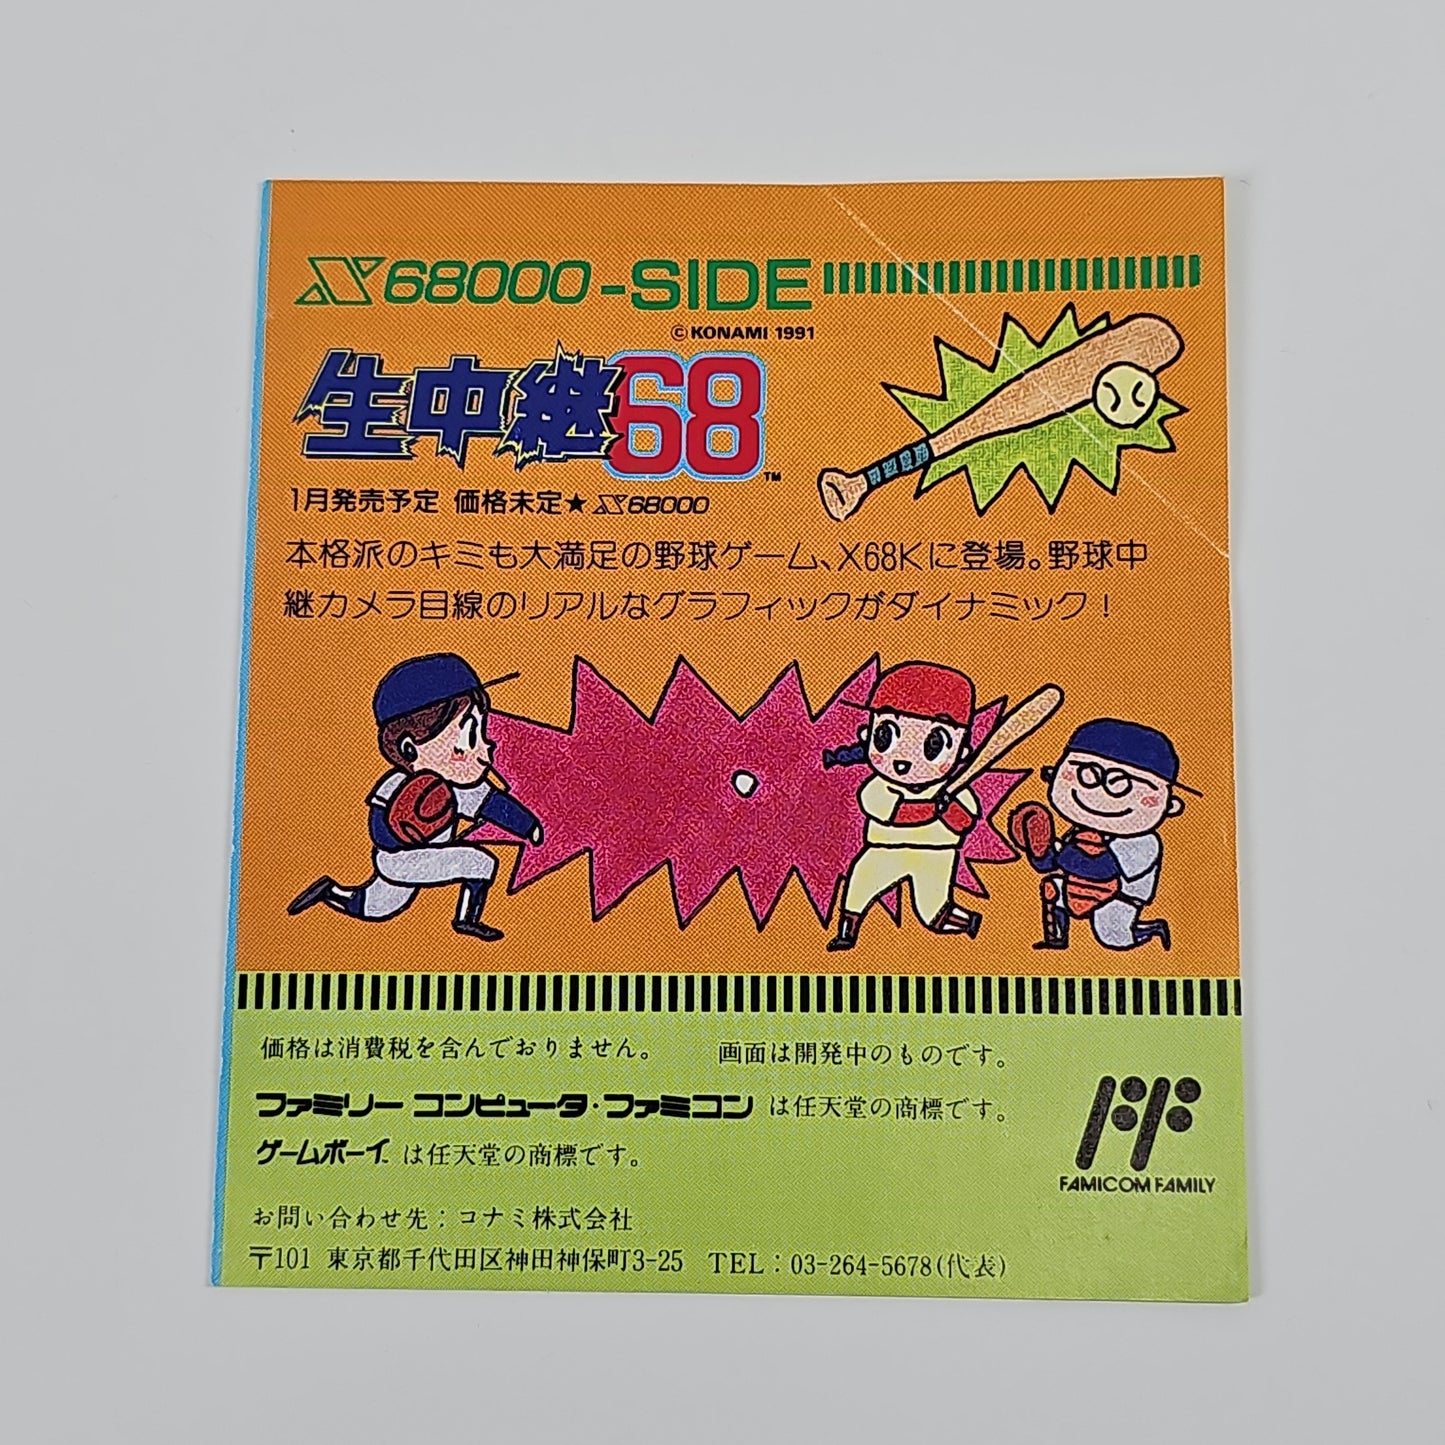 X68000-SIDE
©KONAMI 1991
生中継68™
1月発売予定 価格未定★X68000
本格派のキミも大満足の野球ゲーム、X68Kに登場。野球中
継カメラ目線のリアルなグラフィックがダイナミック！
価格は消費税を含んでおりません。 画面は開発中のものです。
ファミリーコンピュータ・ファミコン は任天堂の商標です。
ゲームボーイ は任天堂の商標です。
FAMICOM FAMILY
お問い合わせ先：コナミ株式会社
〒101 東京都千代田区神田神保町3-25 TEL：03-264-5678(代表)